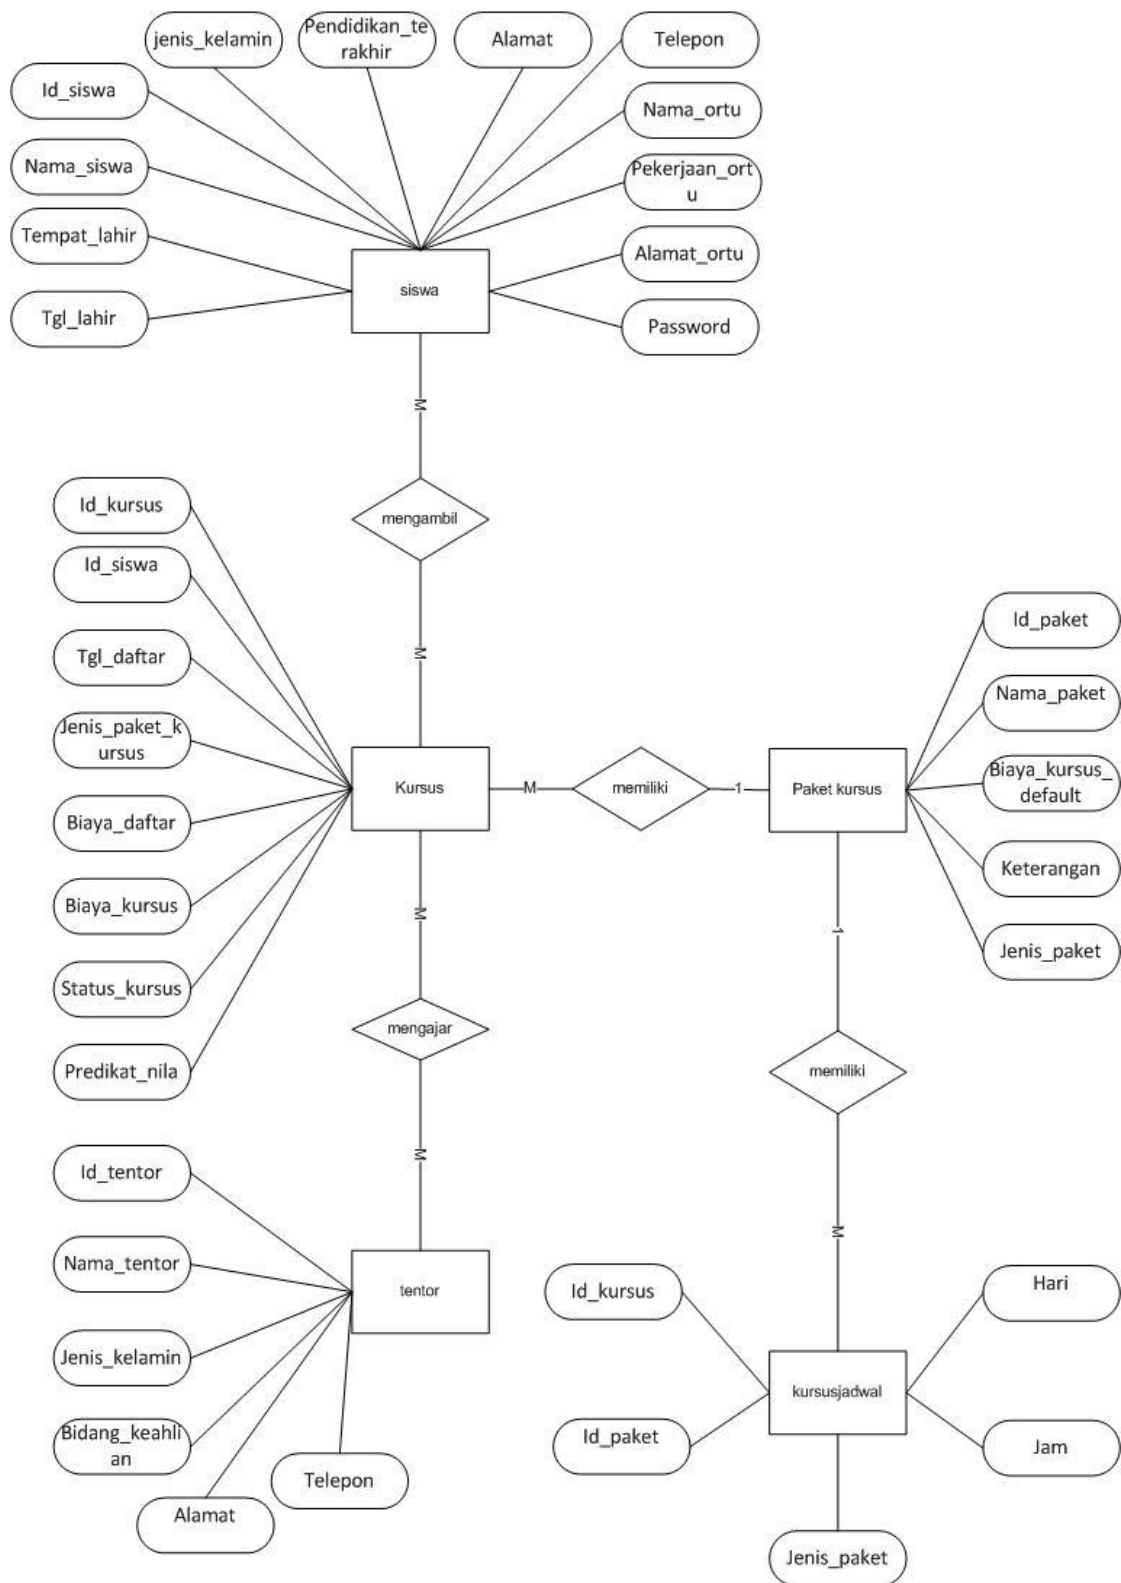 jenis_kelamin
Pendidikan_te
rakhir
Alamat
Telepon
Id_siswa
Nama_ortu
Nama_siswa
Pekerjaan_ort
u
Tempat_lahir
Alamat_ortu
siswa
Tgl_lahir
Password
M
Id_kursus
mengambil
Id_siswa
Id_paket
Tgl_daftar
M
Nama_paket
Jenis_paket_k
ursus
Biaya_kursus_
default
Kursus
M
memiliki
1
Paket kursus
Biaya_daftar
Keterangan
Biaya_kursus
M
1
Jenis_paket
Status_kursus
mengajar
Predikat_nila
memiliki
M
Id_tentor
M
Nama_tentor
tentor
Id_kursus
Hari
Jenis_kelamin
kursusjadwal
Bidang_keahl
ian
Id_paket
Jam
Telepon
Alamat
Jenis_paket